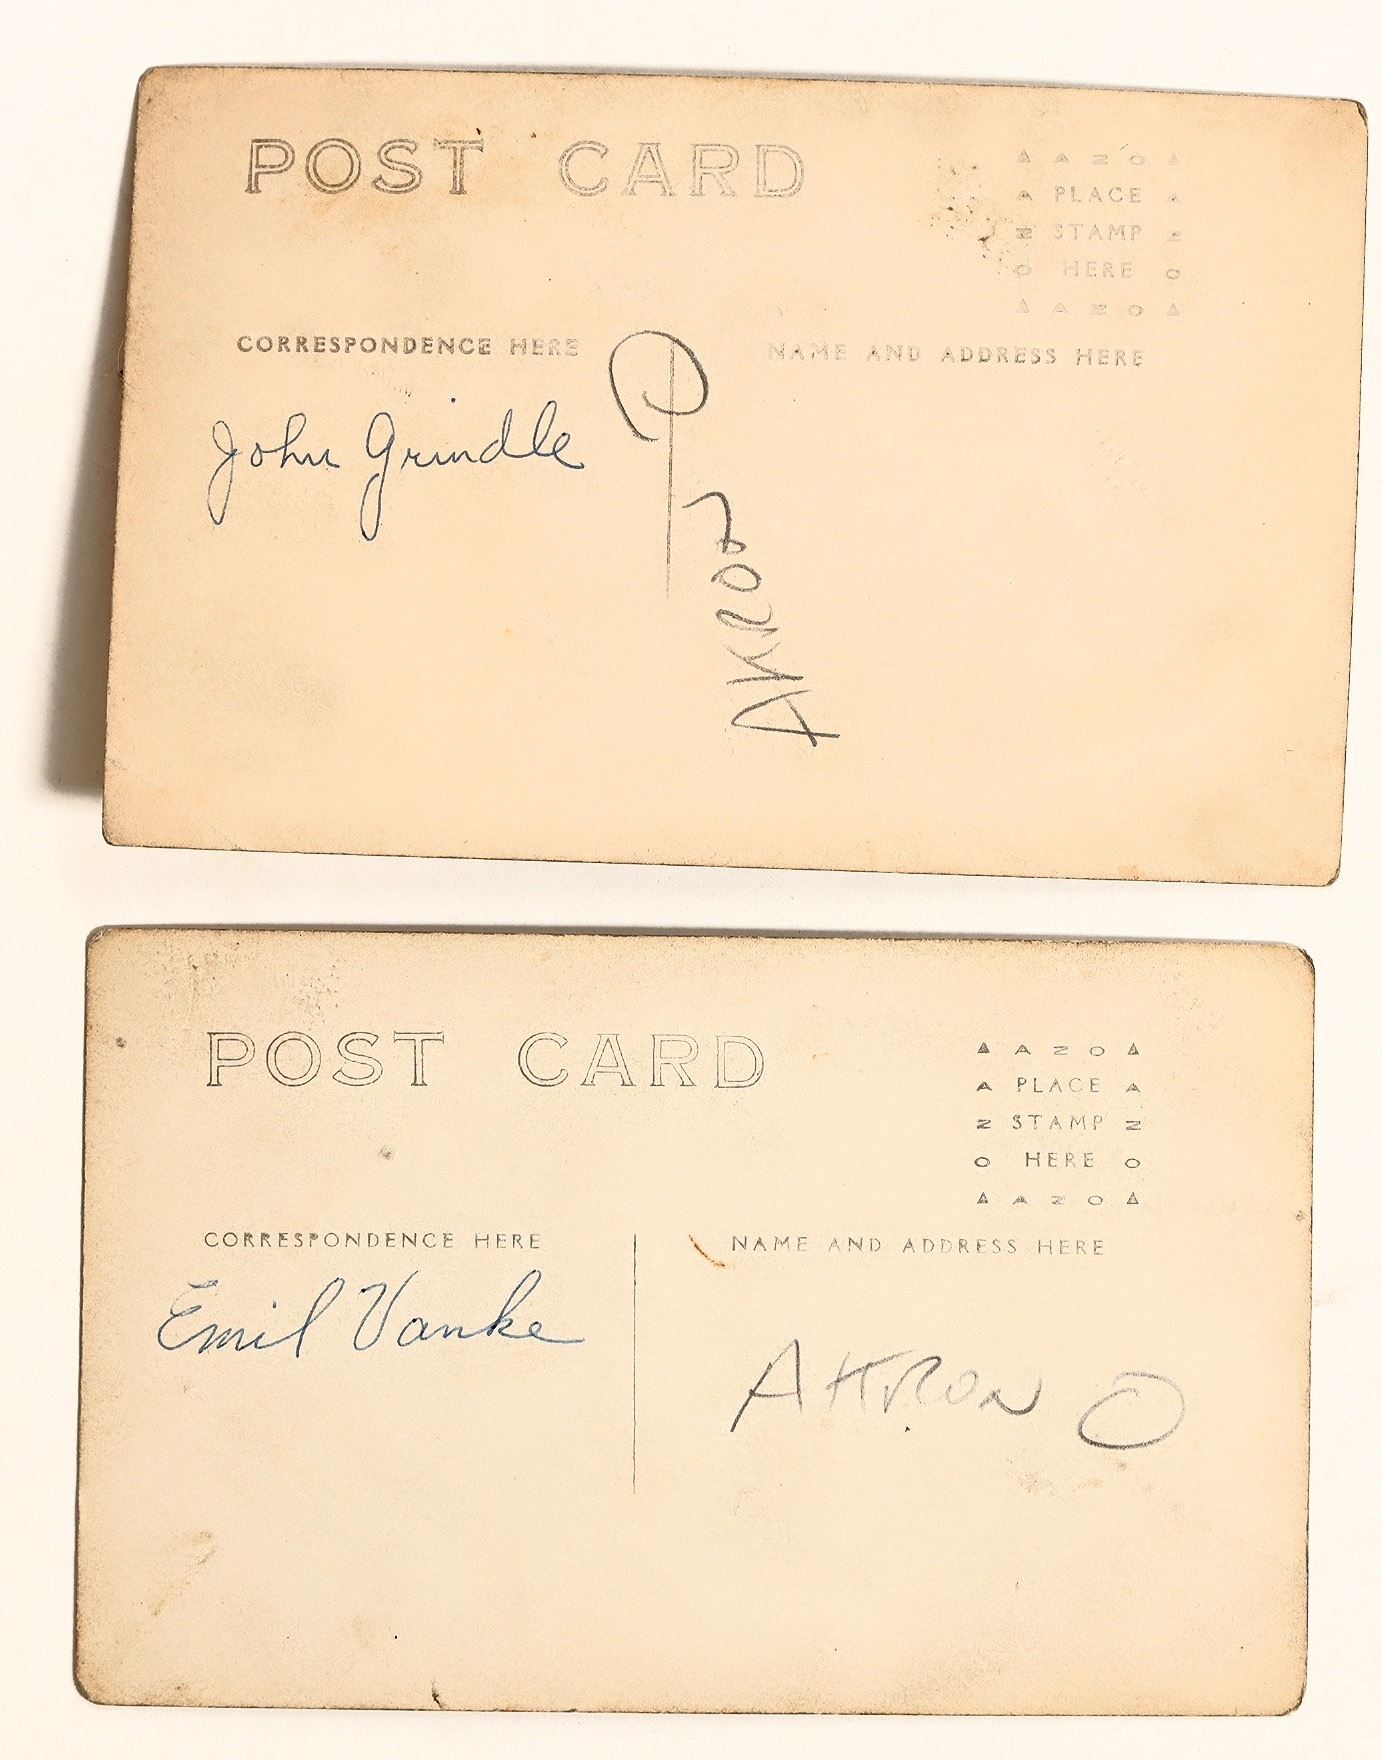 POST CARD
▲ A Z O ▲
A PLACE A
Z STAMP Z
O HERE O
▲ A Z O ▲
CORRESPONDENCE HERE
NAME AND ADDRESS HERE
John Grindle
AKRON O
POST CARD
▲ A Z O ▲
A PLACE A
Z STAMP Z
O HERE O
▲ A Z O ▲
CORRESPONDENCE HERE
NAME AND ADDRESS HERE
Emil Vanke
AKRON O